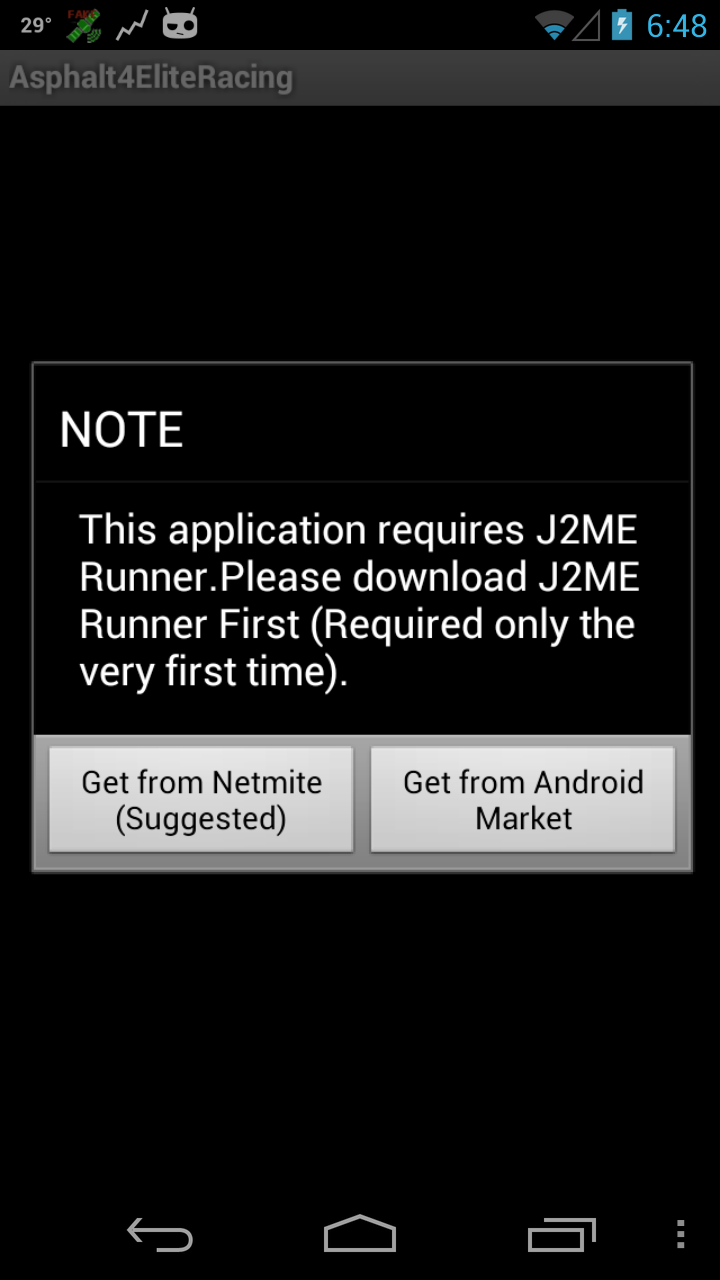 29° FAKE 6:48
Asphalt4EliteRacing
NOTE
This application requires J2ME
Runner.Please download J2ME
Runner First (Required only the
very first time).
Get from Netmite
(Suggested)
Get from Android
Market